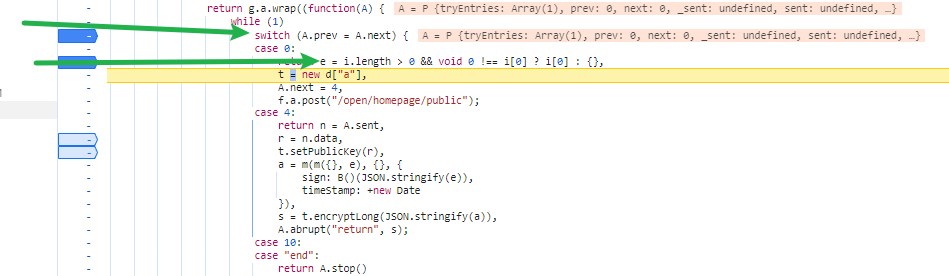 return g.a.wrap((function(A) { A = P {tryEntries: Array(1), prev: 0, next: 0, _sent: undefined, sent: undefined, …}
while (1)
switch (A.prev = A.next) { A = P {tryEntries: Array(1), prev: 0, next: 0, _sent: undefined, sent: undefined, …}
case 0:
e = i.length > 0 && void 0 !== i[0] ? i[0] : {},
t = new d["a"],
A.next = 4,
f.a.post("/open/homepage/public");
case 4:
return n = A.sent,
r = n.data,
t.setPublicKey(r),
a = m(m({}, e), {}, {
sign: B()(JSON.stringify(e)),
timeStamp: +new Date
}),
s = t.encryptLong(JSON.stringify(a)),
A.abrupt("return", s);
case 10:
case "end":
return A.stop()